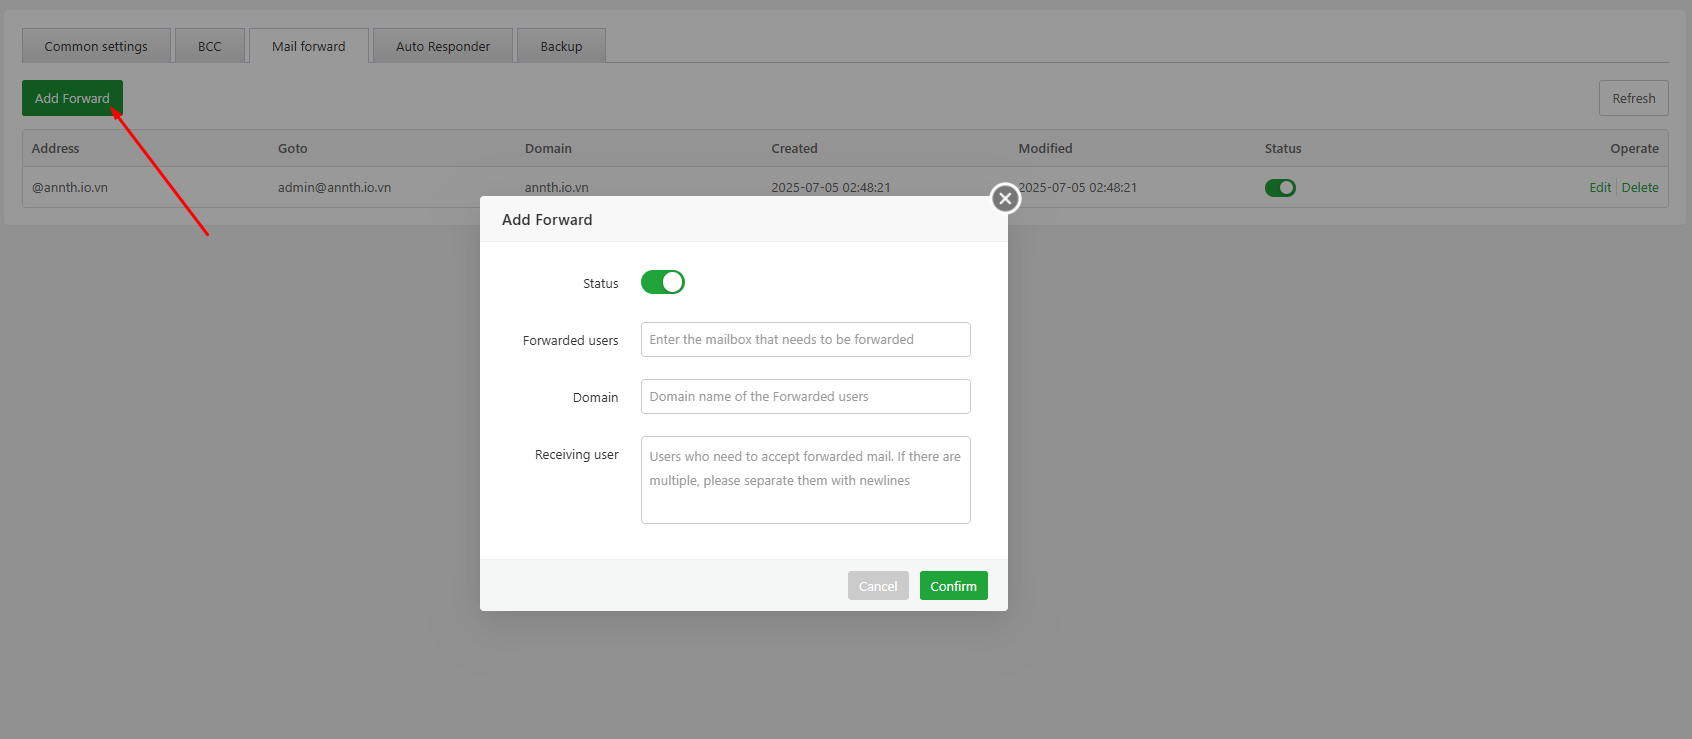 Common settings BCC Mail forward Auto Responder Backup
Add Forward Refresh
Address Goto Domain Created Modified Status Operate
@annth.io.vn admin@annth.io.vn annth.io.vn 2025-07-05 02:48:21 2025-07-05 02:48:21 Edit Delete
Add Forward
Status
Forwarded users Enter the mailbox that needs to be forwarded
Domain Domain name of the Forwarded users
Receiving user Users who need to accept forwarded mail. If there are
multiple, please separate them with newlines
Cancel Confirm